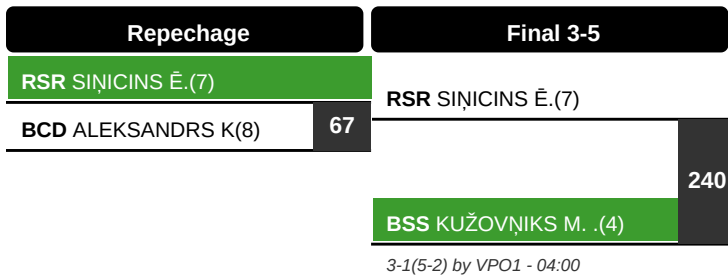 Repechage
RSR SIŅICINS Ē.(7)
BCD ALEKSANDRS K(8)
67
Final 3-5
RSR SIŅICINS Ē.(7)
240
BSS KUŽOVŅIKS M. .(4)
3-1(5-2) by VPO1 - 04:00